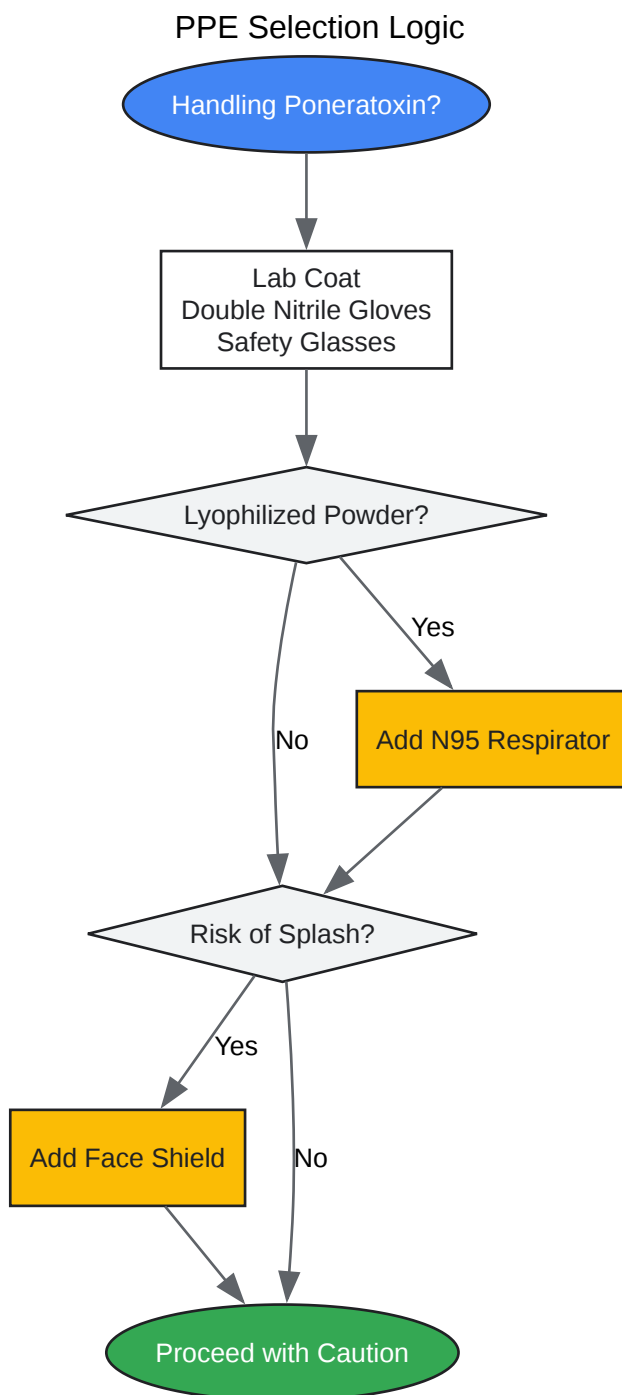 PPE Selection Logic
Handling Poneratoxin?
Lab Coat
Double Nitrile Gloves
Safety Glasses
Lyophilized Powder?
Yes
No
Add N95 Respirator
Risk of Splash?
Yes
Add Face Shield
No
Proceed with Caution